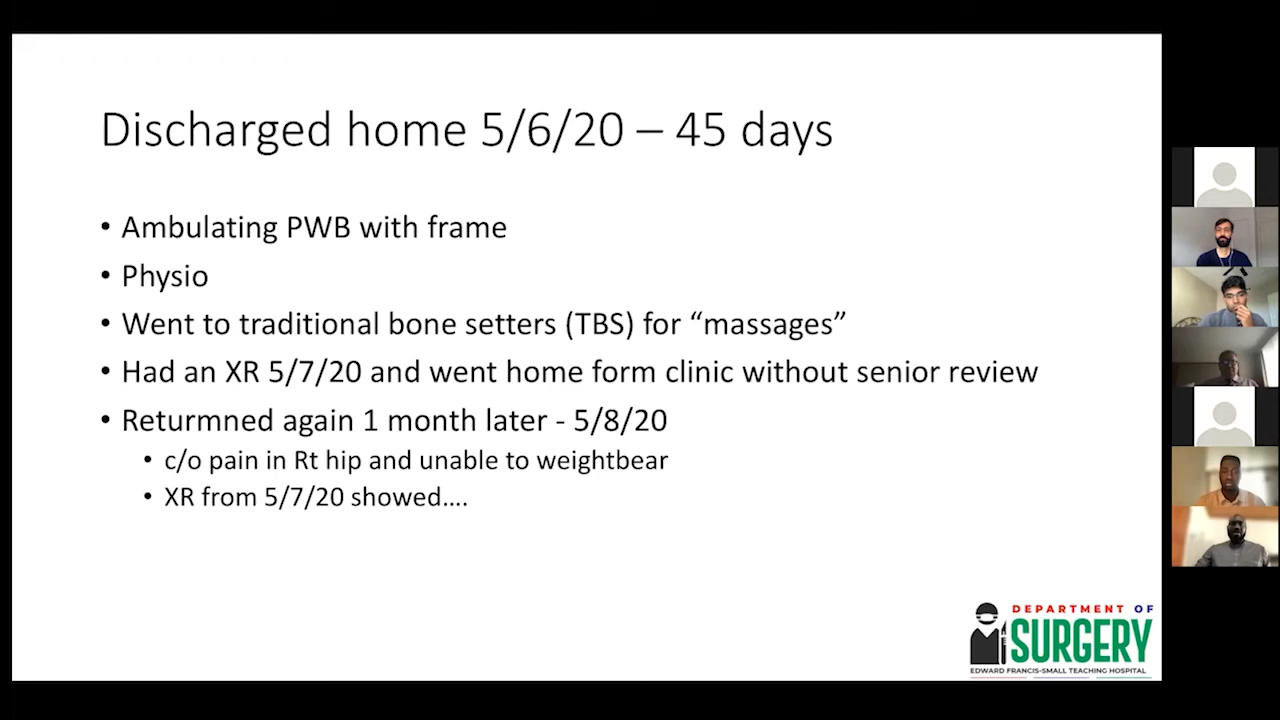 Discharged home 5/6/20 – 45 days
• Ambulating PWB with frame
• Physio
• Went to traditional bone setters (TBS) for “massages”
• Had an XR 5/7/20 and went home form clinic without senior review
• Returmned again 1 month later - 5/8/20
• c/o pain in Rt hip and unable to weightbear
• XR from 5/7/20 showed….
DEPARTMENT OF
SURGERY
EDWARD FRANCIS-SMALL TEACHING HOSPITAL